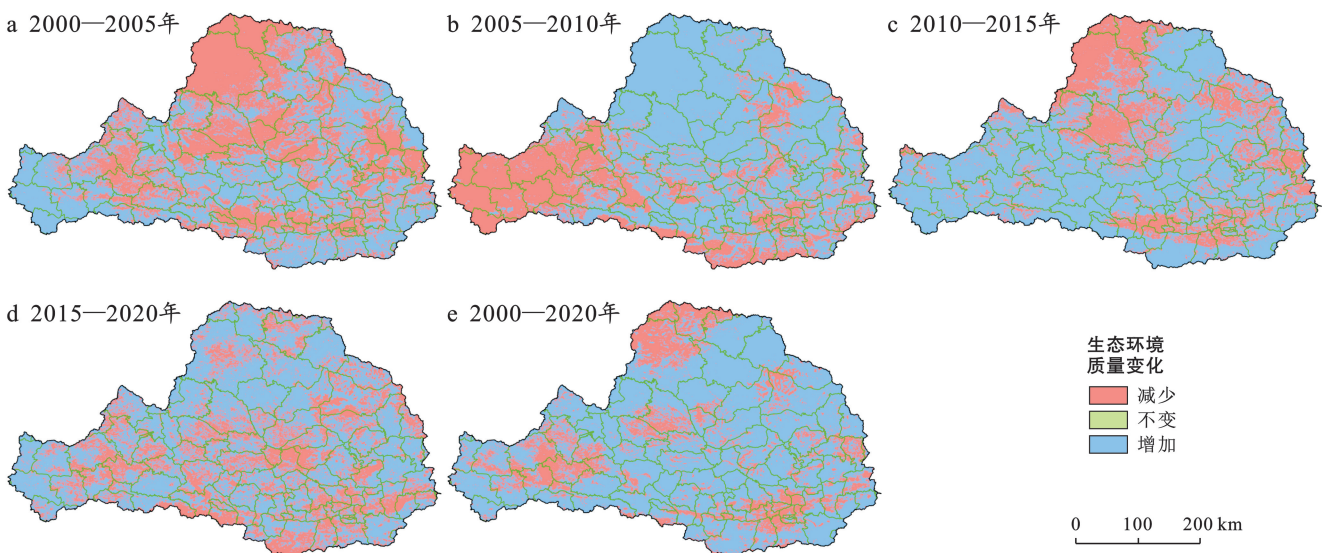 a 2000—2005年
b 2005—2010年
c 2010—2015年
d 2015—2020年
e 2000—2020年
生态环境
质量变化
减少
不变
增加
0 100 200 km